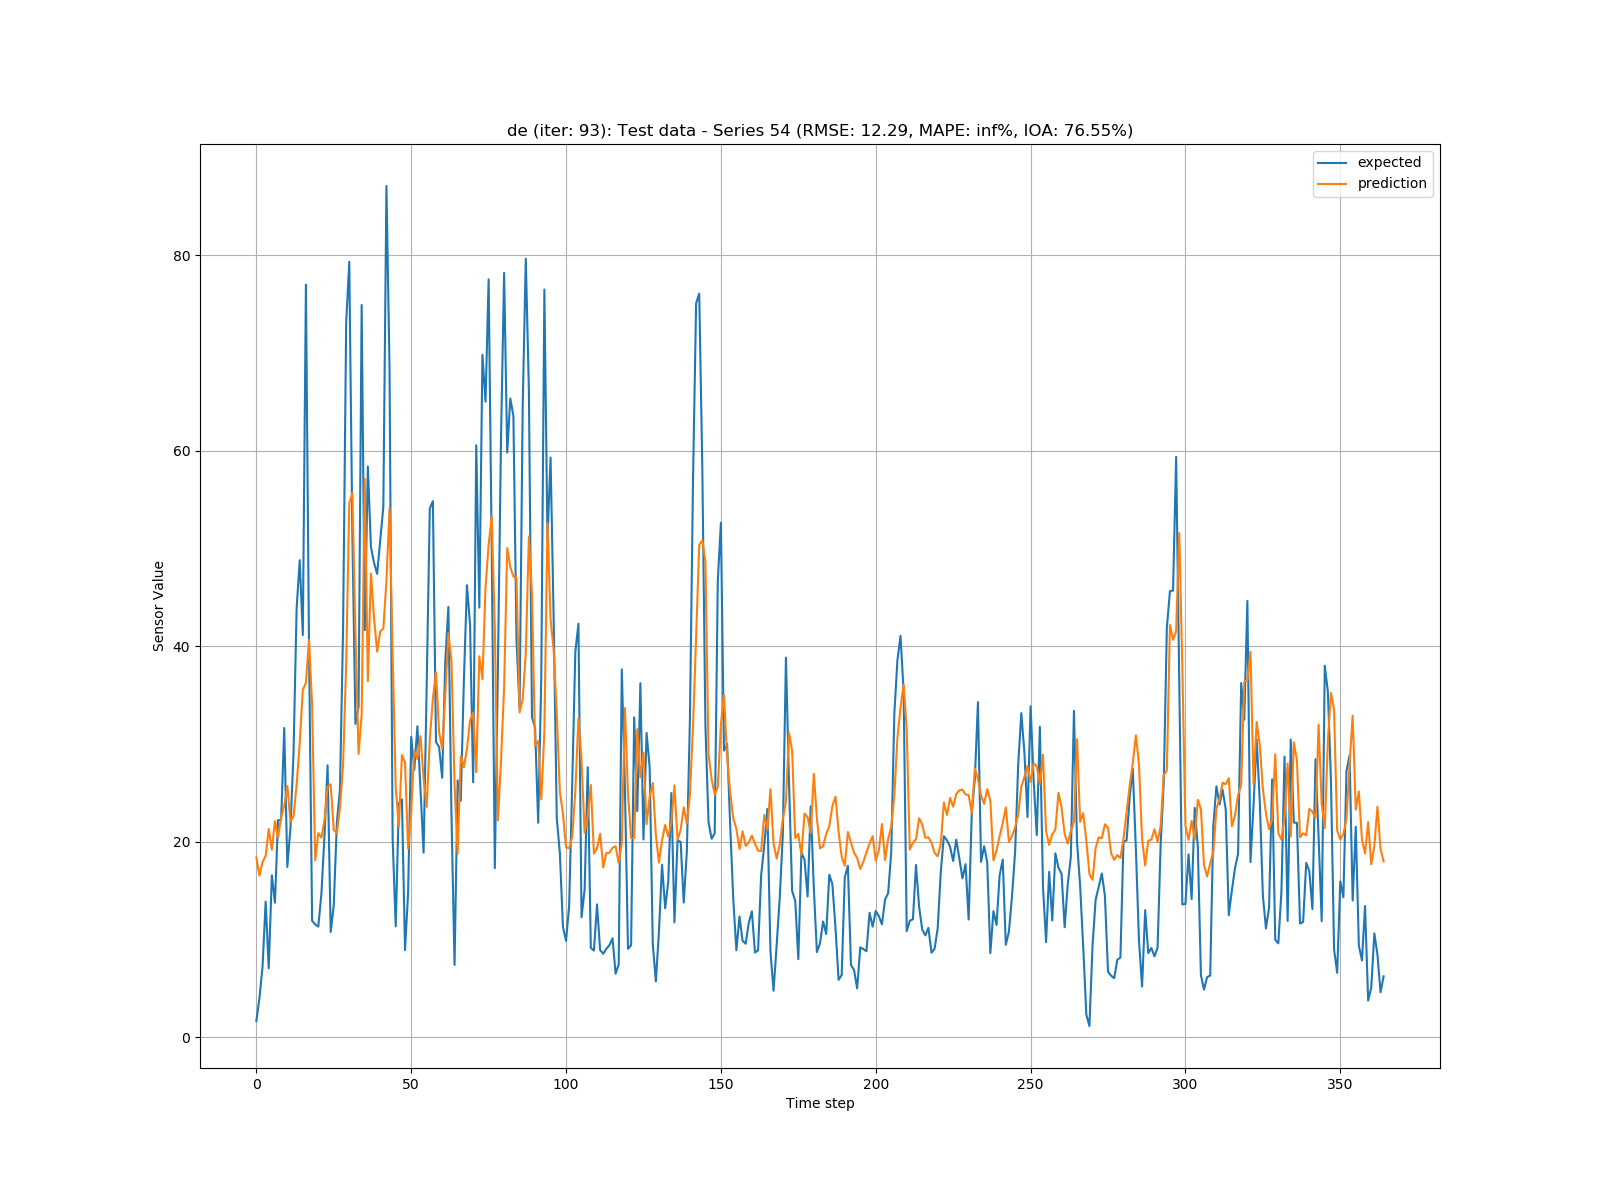 de (iter: 93): Test data - Series 54 (RMSE: 12.29, MAPE: inf%, IOA: 76.55%)
expected
prediction
80
60
40
20
0
Sensor Value
0 50 100 150 200 250 300 350
Time step